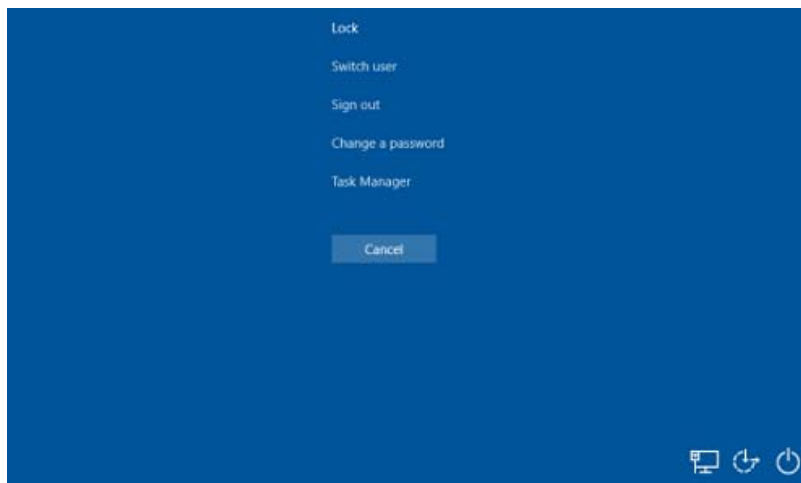 Lock
Switch user
Sign out
Change a password
Task Manager
Cancel